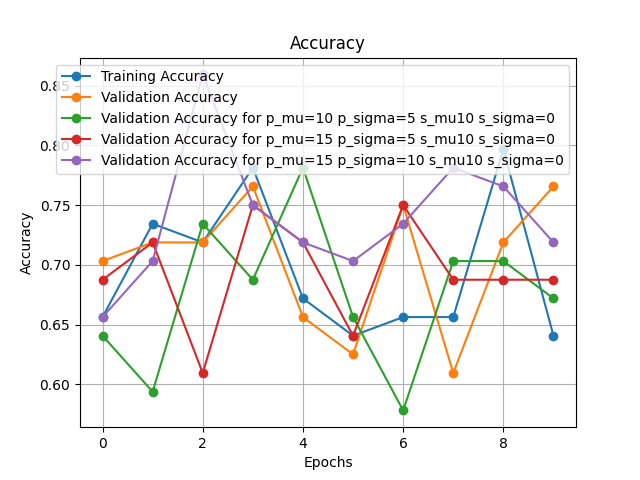 Accuracy
Training Accuracy
Validation Accuracy
Validation Accuracy for p_mu=10 p_sigma=5 s_mu10 s_sigma=0
Validation Accuracy for p_mu=15 p_sigma=5 s_mu10 s_sigma=0
Validation Accuracy for p_mu=15 p_sigma=10 s_mu10 s_sigma=0
0.85
0.80
0.75
0.70
0.65
0.60
Accuracy
0 2 4 6 8
Epochs